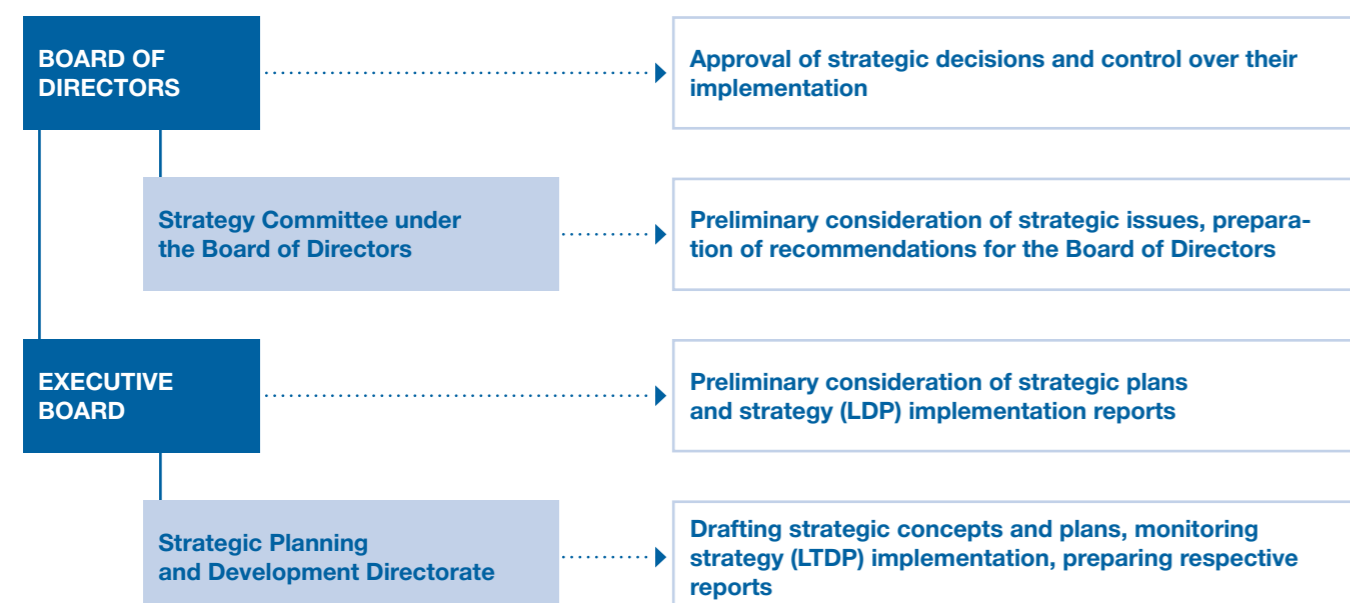 BOARD OF
DIRECTORS
Approval of strategic decisions and control over their
implementation
Strategy Committee under
the Board of Directors
Preliminary consideration of strategic issues, prepara-
tion of recommendations for the Board of Directors
EXECUTIVE
BOARD
Preliminary consideration of strategic plans
and strategy (LDP) implementation reports
Strategic Planning
and Development Directorate
Drafting strategic concepts and plans, monitoring
strategy (LTDP) implementation, preparing respective
reports